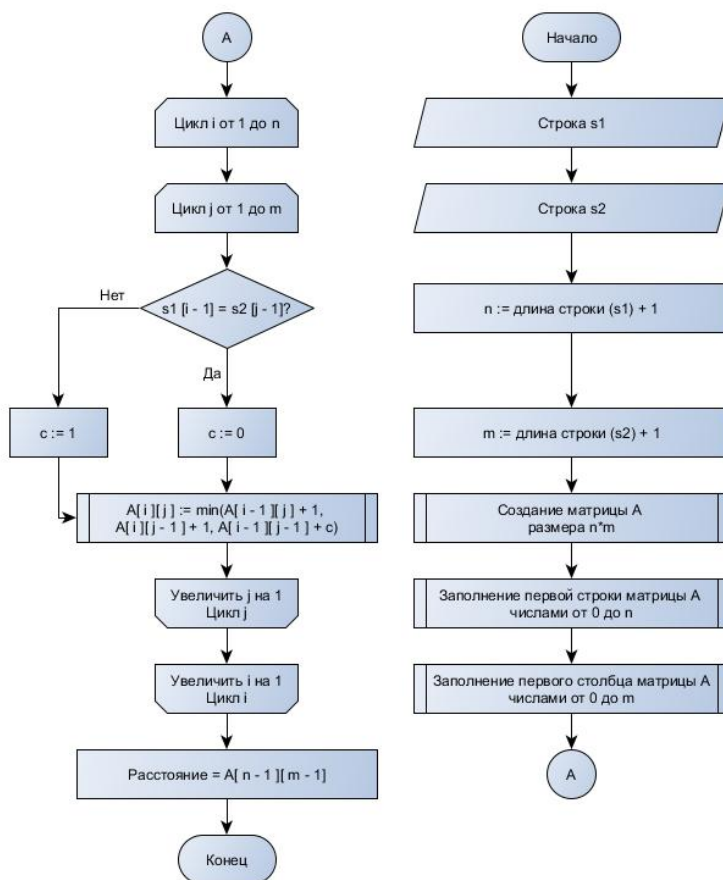 A
Цикл i от 1 до n
Цикл j от 1 до m
s1 [i - 1] = s2 [j - 1]?
Нет
Да
c := 1
c := 0
A[ i ][ j ] := min(A[ i - 1 ][ j ] + 1,
A[ i ][ j - 1 ] + 1, A[ i - 1 ][ j - 1 ] + c)
Увеличить j на 1
Цикл j
Увеличить i на 1
Цикл i
Расстояние = A[ n - 1 ][ m - 1]
Конец
Начало
Строка s1
Строка s2
n := длина строки (s1) + 1
m := длина строки (s2) + 1
Создание матрицы A
размера n*m
Заполнение первой строки матрицы A
числами от 0 до n
Заполнение первого столбца матрицы A
числами от 0 до m
A